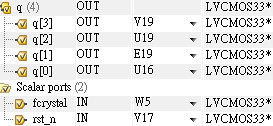 q (4) OUT LVCMOS33*
q[3] OUT V19 LVCMOS33*
q[2] OUT U19 LVCMOS33*
q[1] OUT E19 LVCMOS33*
q[0] OUT U16 LVCMOS33*
Scalar ports (2)
fcrystal IN W5 LVCMOS33*
rst_n IN V17 LVCMOS33*